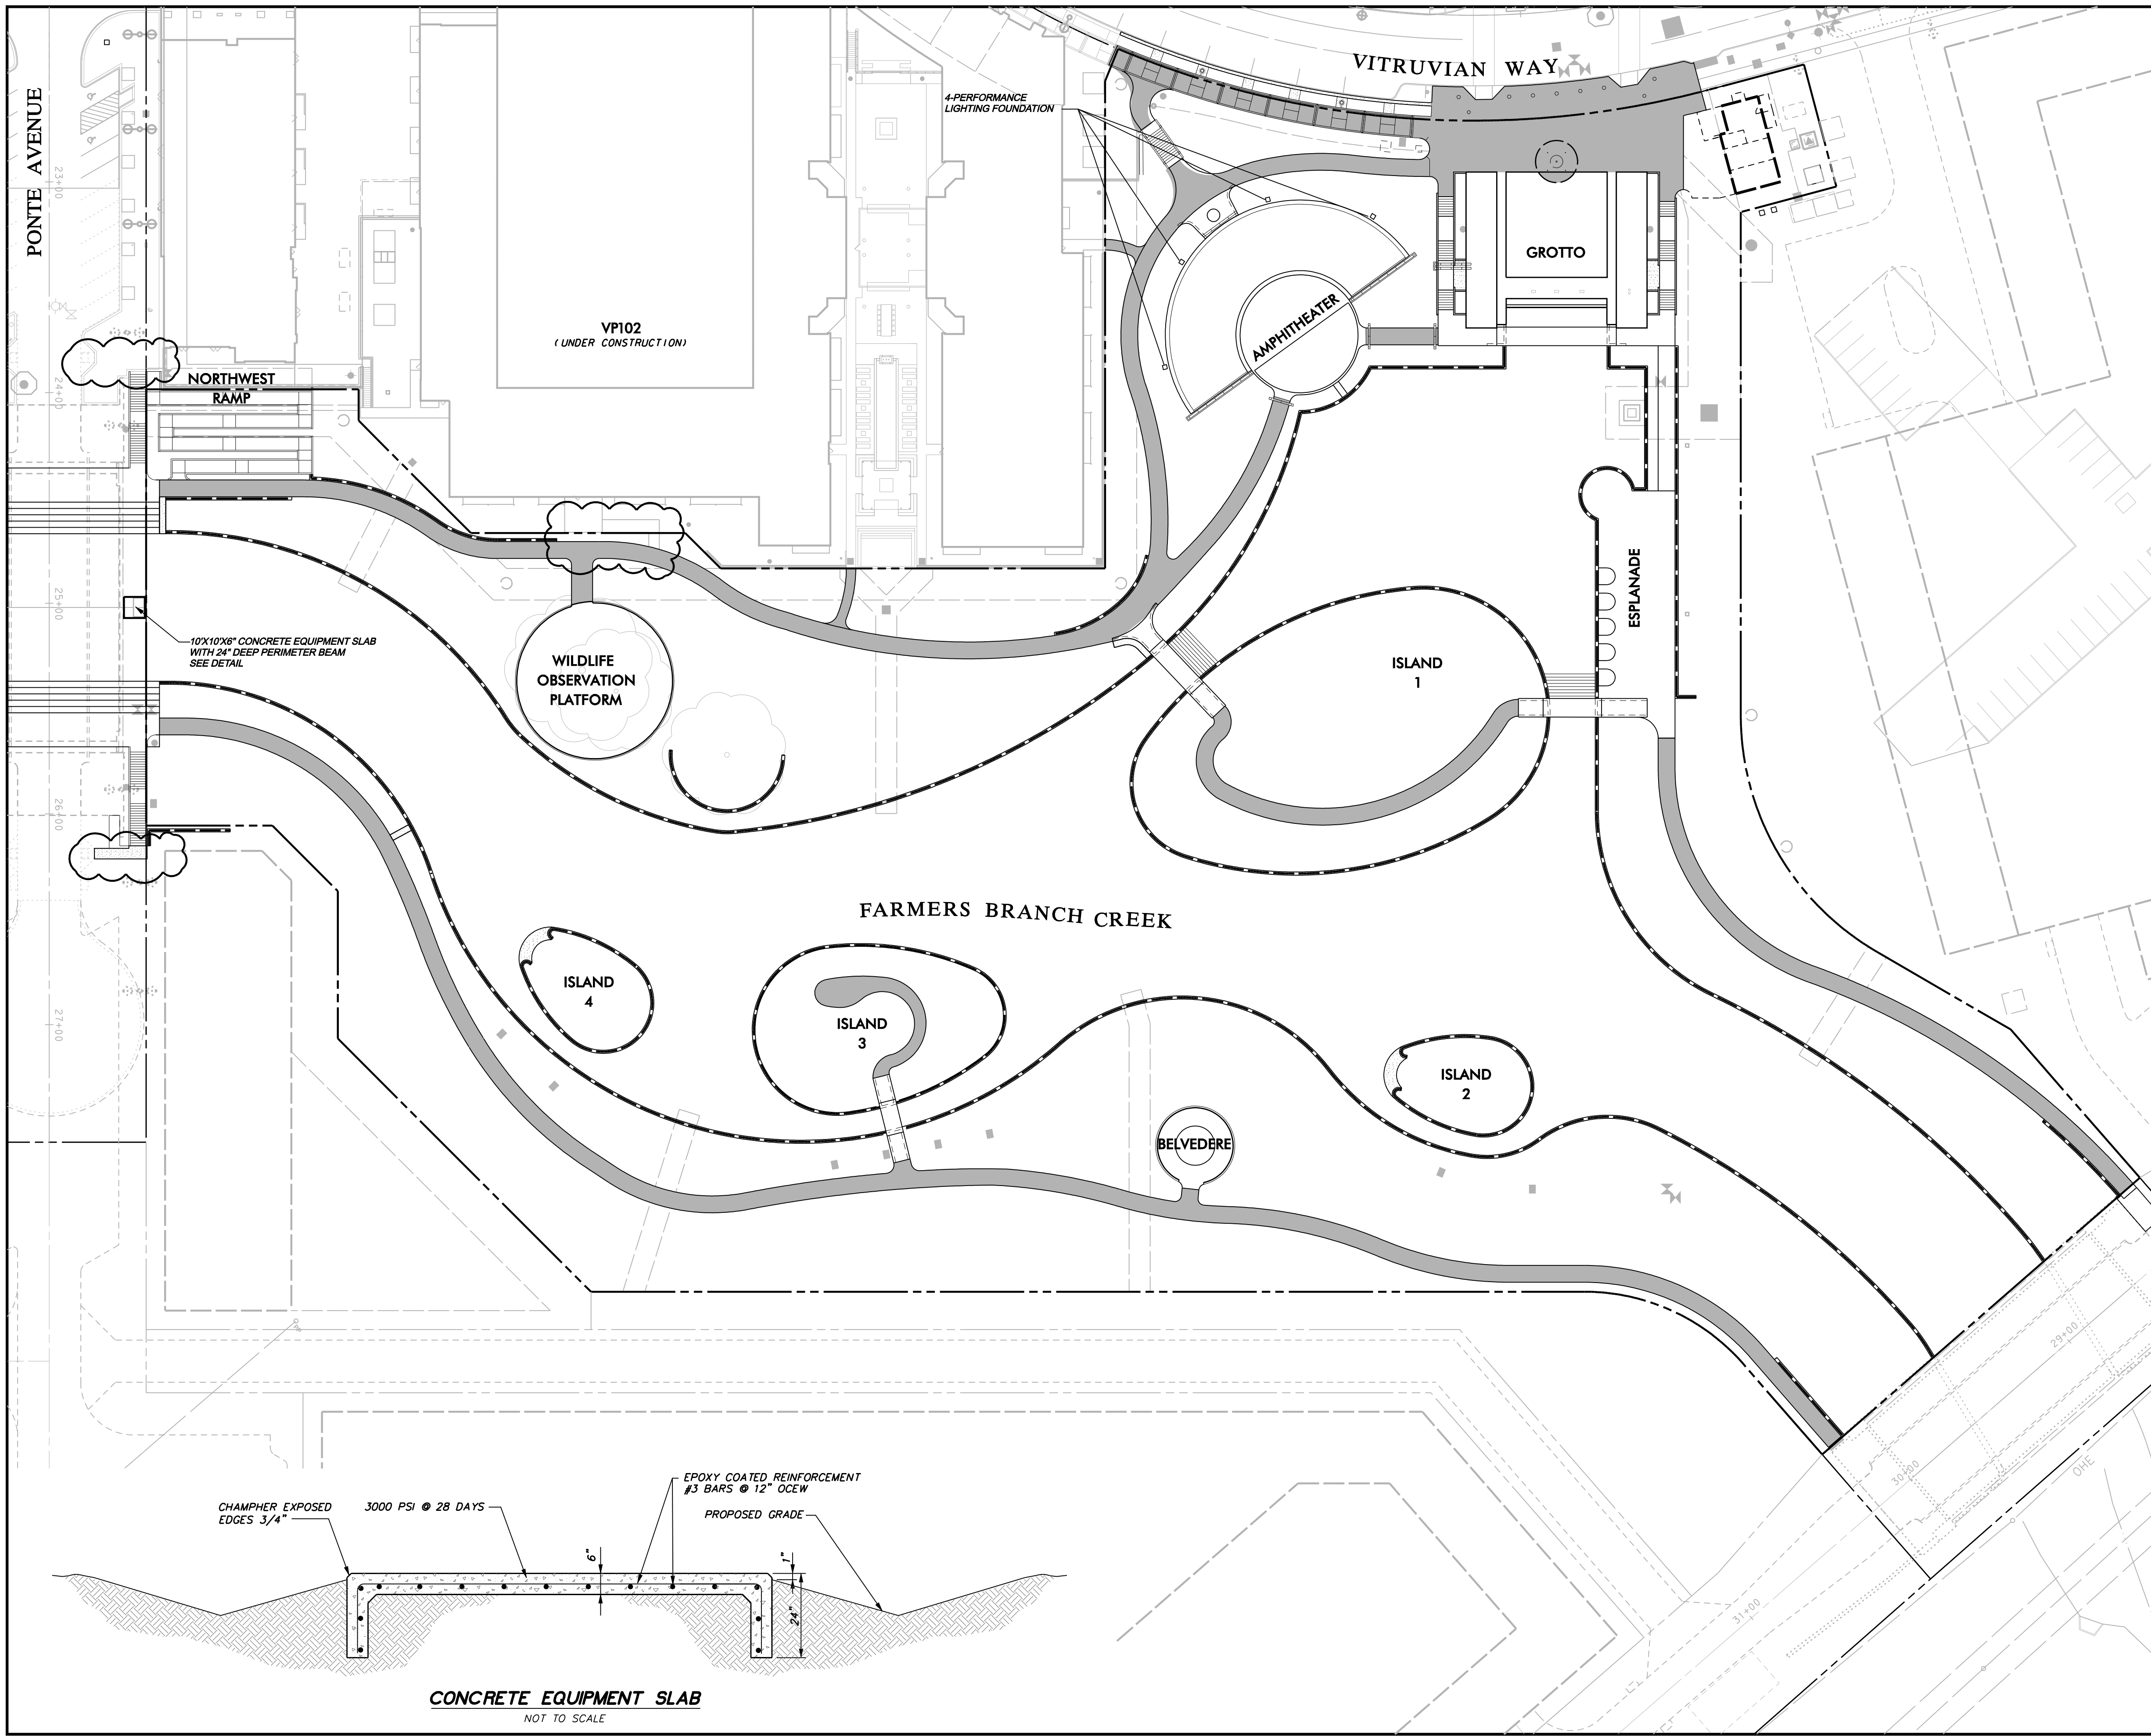 VITRUVIAN WAY
PONTE AVENUE
4-PERFORMANCE
LIGHTING FOUNDATION
23+00
GROTTO
AMPHITHEATER
VP102
( UNDER CONSTRUCTION)
NORTHWEST
RAMP
24+00
ESPLANADE
25+00
10'X10'X6" CONCRETE EQUIPMENT SLAB
WITH 24" DEEP PERIMETER BEAM
SEE DETAIL
WILDLIFE
OBSERVATION
PLATFORM
ISLAND
1
26+00
FARMERS BRANCH CREEK
ISLAND
4
ISLAND
3
27+00
ISLAND
2
BELVEDERE
29+00
30+00
OHE
31+00
CHAMPHER EXPOSED
EDGES 3/4"
3000 PSI @ 28 DAYS
EPOXY COATED REINFORCEMENT
#3 BARS @ 12" OCEW
PROPOSED GRADE
6"
1"
24"
CONCRETE EQUIPMENT SLAB
NOT TO SCALE